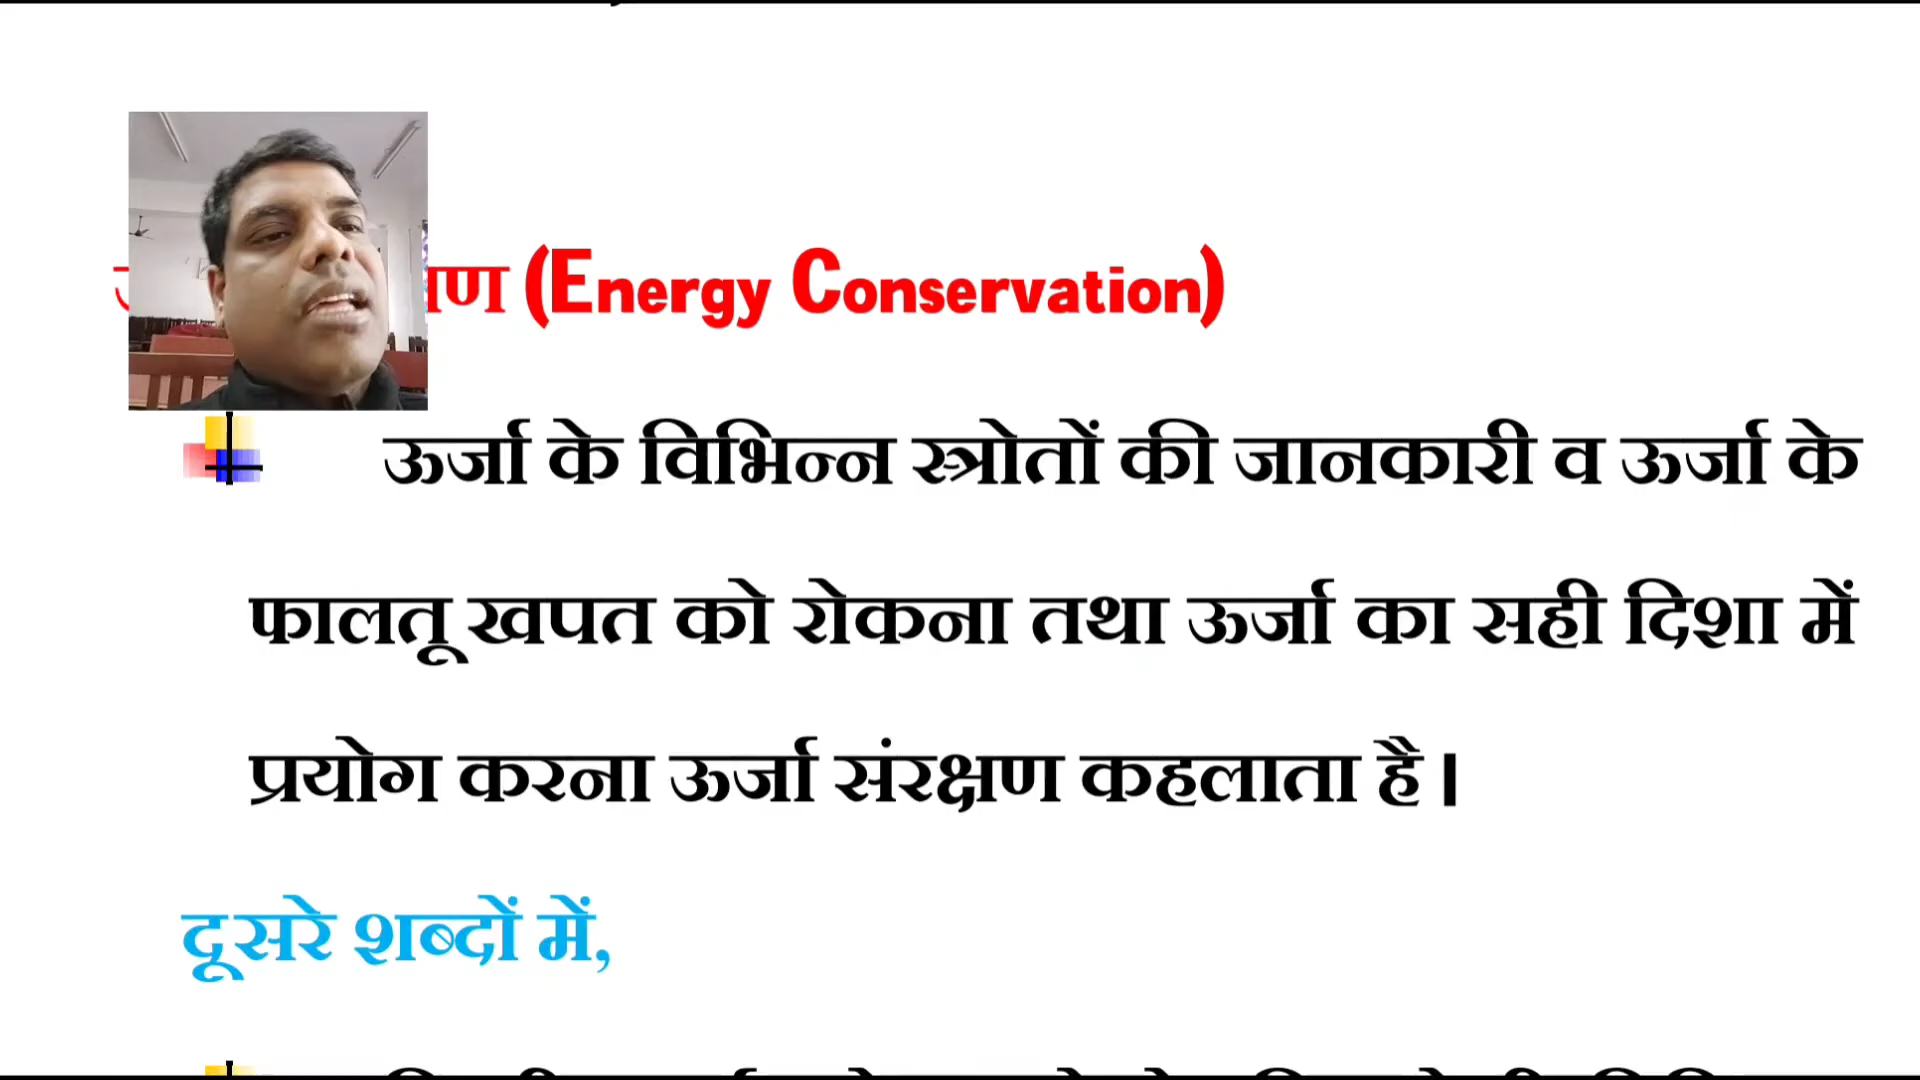 (Energy Conservation)
ऊर्जा के विभिन्न स्त्रोतों की जानकारी व ऊर्जा के
फालतू खपत को रोकना तथा ऊर्जा का सही दिशा में
प्रयोग करना ऊर्जा संरक्षण कहलाता है।
दूसरे शब्दों में,